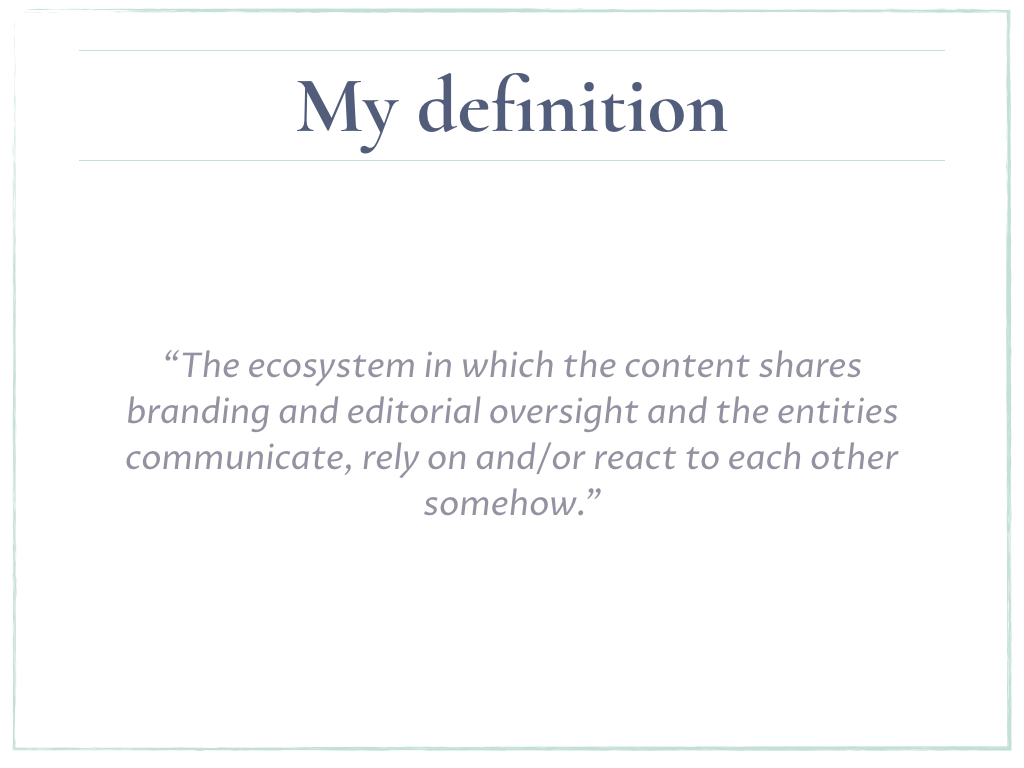 My definition
“The ecosystem in which the content shares
branding and editorial oversight and the entities
communicate, rely on and/or react to each other
somehow.”